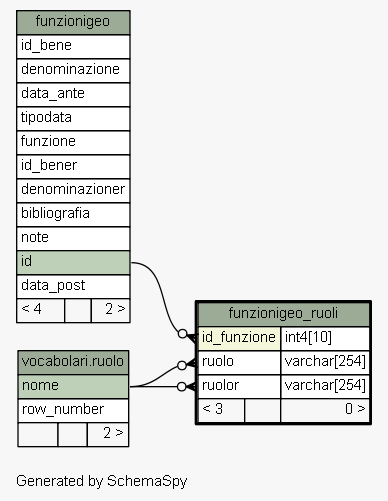 funzionigeo
id_bene
denominazione
data_ante
tipodata
funzione
id_bener
denominazioner
bibliografia
note
id
data_post
< 4 2 >
funzionigeo_ruoli
id_funzione int4[10]
ruolo varchar[254]
ruolor varchar[254]
< 3 0 >
vocabolari.ruolo
nome
row_number
2 >
Generated by SchemaSpy